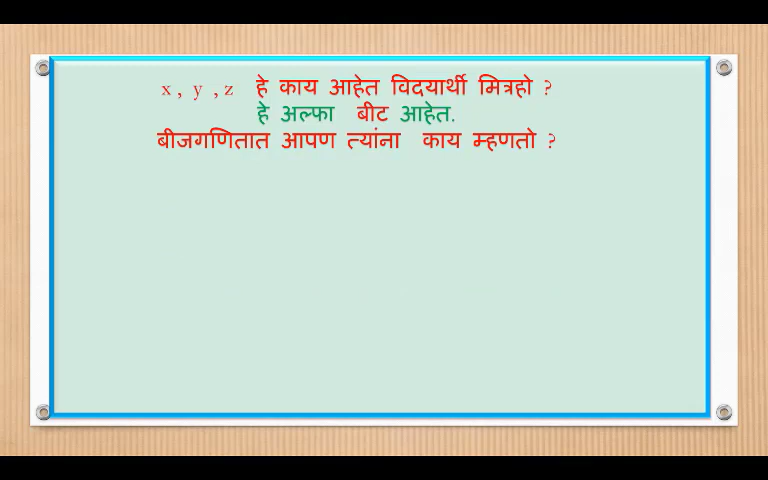 x , y , z हे काय आहेत विदयार्थी मित्रहो ?
हे अल्फा बीट आहेत.
बीजगणितात आपण त्यांना काय म्हणतो ?